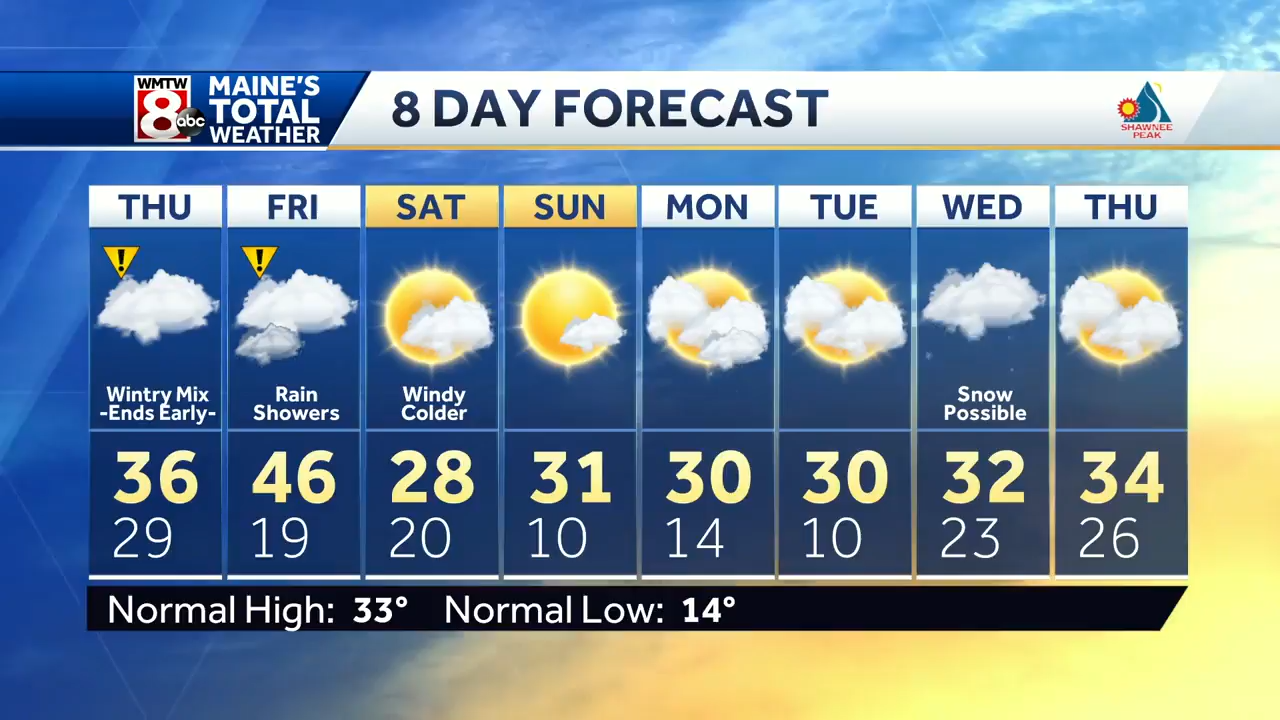 WMTW
8
abc
MAINE'S
TOTAL
WEATHER
8 DAY FORECAST
SHAWNEE
PEAK
THU FRI SAT SUN MON TUE WED THU
! !
Wintry Mix Rain Windy Snow
-Ends Early- Showers Colder Possible
36 46 28 31 30 30 32 34
29 19 20 10 14 10 23 26
Normal High: 33° Normal Low: 14°